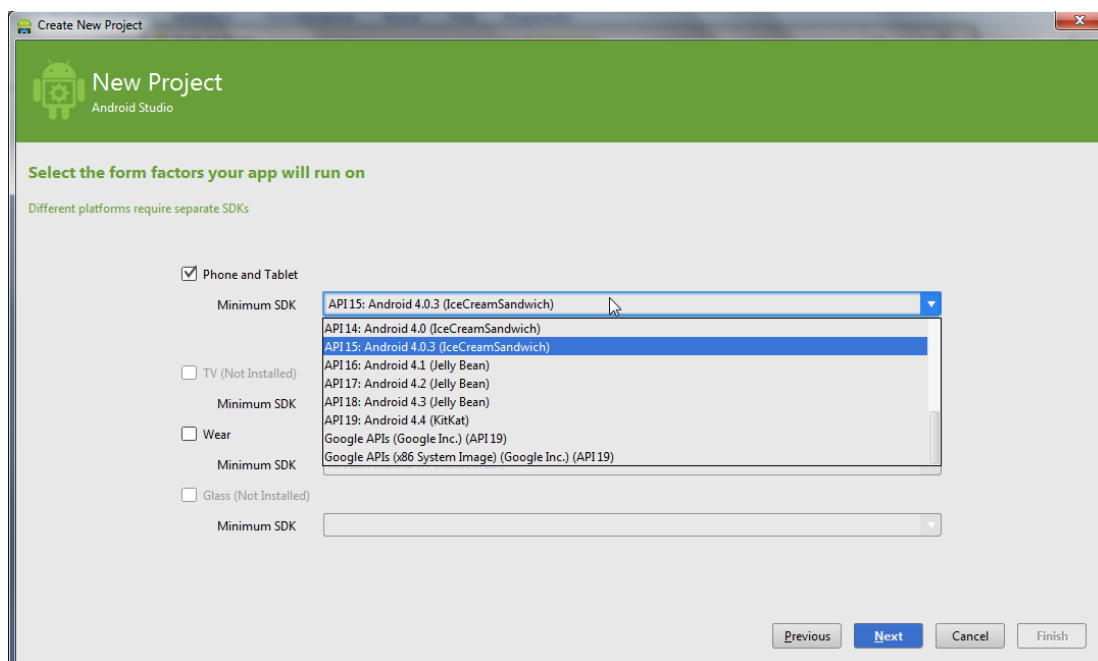 Create New Project
New Project
Android Studio
Select the form factors your app will run on
Different platforms require separate SDKs
Phone and Tablet
Minimum SDK
API 15: Android 4.0.3 (IceCreamSandwich)
API 14: Android 4.0 (IceCreamSandwich)
API 15: Android 4.0.3 (IceCreamSandwich)
API 16: Android 4.1 (Jelly Bean)
API 17: Android 4.2 (Jelly Bean)
API 18: Android 4.3 (Jelly Bean)
API 19: Android 4.4 (KitKat)
Google APIs (Google Inc.) (API 19)
Google APIs (x86 System Image) (Google Inc.) (API 19)
TV (Not Installed)
Minimum SDK
Wear
Minimum SDK
Glass (Not Installed)
Minimum SDK
Previous
Next
Cancel
Finish